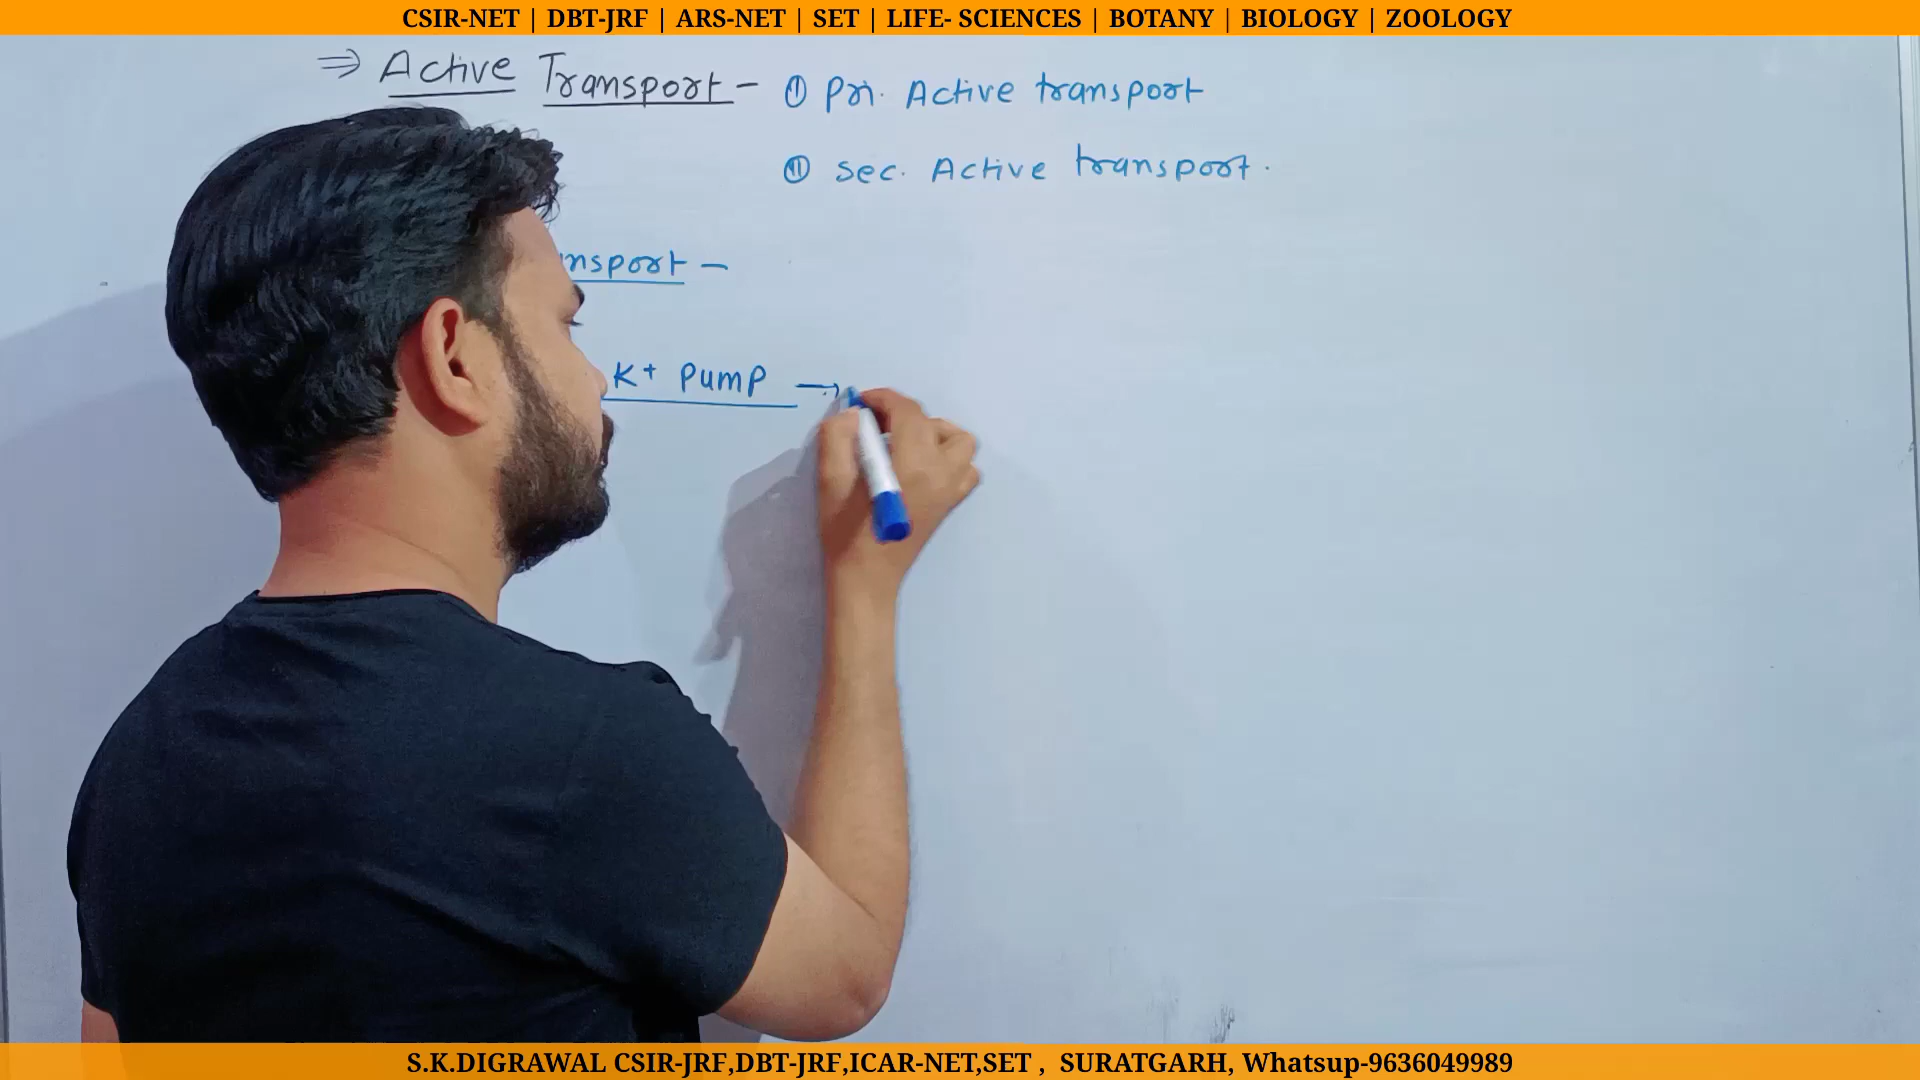 CSIR-NET | DBT-JRF | ARS-NET | SET | LIFE- SCIENCES | BOTANY | BIOLOGY | ZOOLOGY
⇒ Active Transport - ① Pri. Active transport
② Sec. Active transport.
nsport -
K+ Pump →
S.K.DIGRAWAL CSIR-JRF,DBT-JRF,ICAR-NET,SET , SURATGARH, Whatsup-9636049989